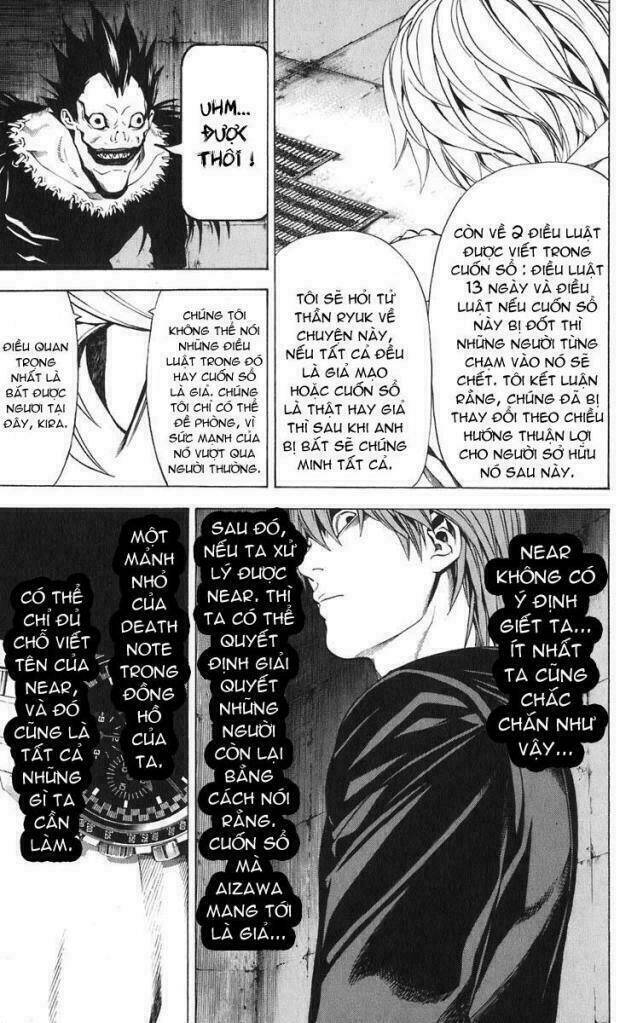 CÒN VỀ 2 ĐIỀU LUẬT
ĐƯỢC VIẾT TRONG
CUỐN SỔ : ĐIỀU LUẬT
13 NGÀY VÀ ĐIỀU
LUẬT NẾU CUỐN SỔ
NÀY BỊ ĐỐT THÌ
NHỮNG NGƯỜI TỪNG
CHẠM VÀO NÓ SẼ
CHẾT. TÔI KẾT LUẬN
RẰNG, CHÚNG ĐÃ BỊ
THAY ĐỔI THEO CHIỀU
HƯỚNG THUẬN LỢI
CHO NGƯỜI SỞ HỮU
NÓ SAU NÀY.
TÔI SẼ HỎI TỬ
THẦN RYUK VỀ
CHUYỆN NÀY,
NẾU TẤT CẢ ĐỀU
LÀ GIẢ MẠO
HOẶC CUỐN SỔ
LÀ THẬT HAY GIẢ
THÌ SAU KHI ANH
BỊ BẮT SẼ CHÚNG
MINH TẤT CẢ.
UHM...
ĐƯỢC
THÔI !
CHÚNG TÔI
KHÔNG THỂ NÓI
NHỮNG ĐIỀU
LUẬT TRONG ĐÓ
HAY CUỐN SỔ
LÀ GIẢ. CHÚNG
TÔI CHỈ CÓ THỂ
ĐỀ PHÒNG, VÌ
SỨC MẠNH CỦA
NÓ VƯỢT QUA
NGƯỜI THƯỜNG.
ĐIỀU QUAN
TRỌNG
NHẤT LÀ
BẮT ĐƯỢC
NGƯƠI TẠI
ĐÂY, KIRA.
NEAR
KHÔNG CÓ
Ý ĐỊNH
GIẾT TA...
ÍT NHẤT
TA CŨNG
CHẮC
CHẮN NHƯ
VẬY...
SAU ĐÓ,
NẾU TA XỬ
LÝ ĐƯỢC
NEAR. THÌ
TA CÓ THỂ
QUYẾT
ĐỊNH GIẢI
QUYẾT
NHỮNG
NGƯỜI
CÒN LẠI
BẰNG
CÁCH NÓI
RẰNG.
CUỐN SỔ
MÀ
AIZAWA
MANG TỚI
LÀ GIẢ...
MỘT
MẢNH
NHỎ
CỦA
DEATH
NOTE
TRONG
ĐỒNG
HỒ CỦA
TA.
CÓ THỂ
CHỈ ĐỦ
CHỖ VIẾT
TÊN CỦA
NEAR,
VÀ ĐÓ
CŨNG LÀ
TẤT CẢ
NHỮNG
GÌ TA
CẦN
LÀM.